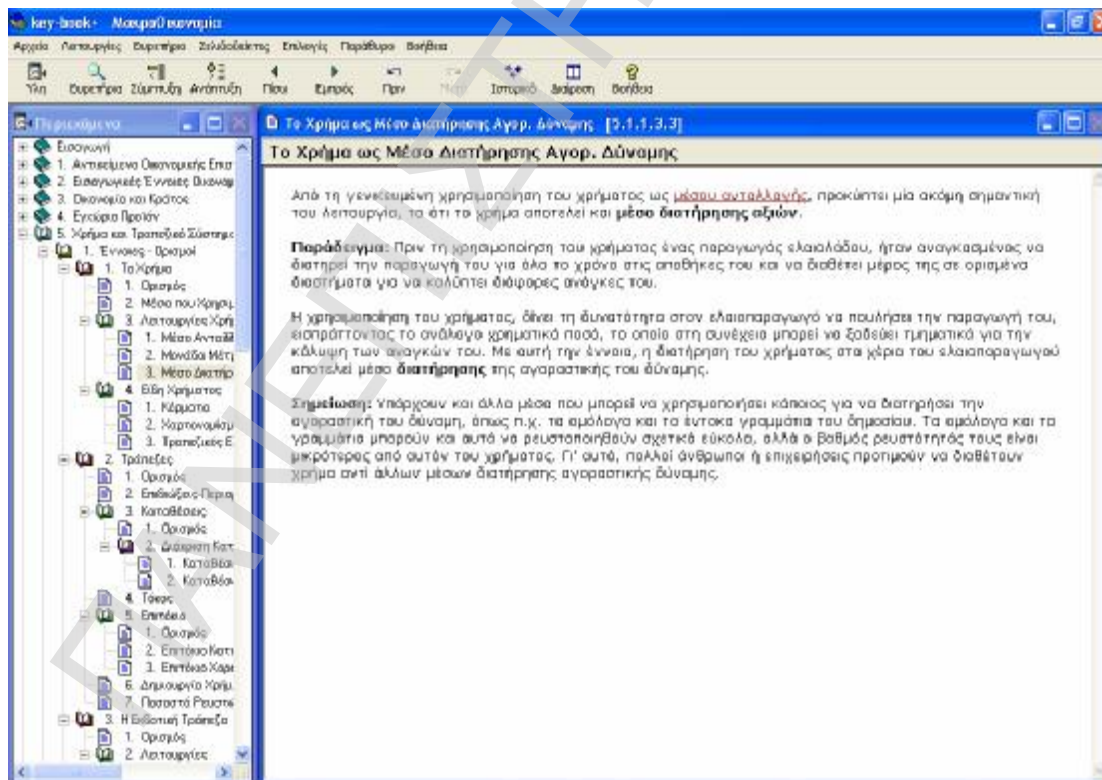 key-book+ ΜακροΟικονομία
Αρχεία Λειτουργίες Ευρετήριο Σελιδοδείκτης Επιλογές Παράθυρο Βοήθεια
Ύλη Ευρετήριο Σύμπτυξη Ανάπτυξη Πίσω Εμπρός Πριν Μετά Ιστορικό Διαίρεση Βοήθεια
Περιεχόμενα
Το Χρήμα ως Μέσο Διατήρησης Αγορ. Δύναμης [5.1.1.3.3]
Το Χρήμα ως Μέσο Διατήρησης Αγορ. Δύναμης
Εισαγωγή
1. Αντικείμενο Οικονομικής Επισ
2. Εισαγωγικές Έννοιες Οικονομ
3. Οικονομία και Κράτος
4. Εγχώριο Προϊόν
5. Χρήμα και Τραπεζικό Σύστημα
1. Έννοιες - Ορισμοί
1. Το Χρήμα
1. Ορισμός
2. Μέσα που Χρησιμ
3. Λειτουργίες Χρή
1. Μέσο Ανταλλ
2. Μονάδα Μέτρ
3. Μέσο Διατήρ
4. Είδη Χρήματος
1. Κέρματα
2. Χαρτονομίσμ
3. Τραπεζικές Ε
2. Τράπεζες
1. Ορισμός
2. Επιδιώξεις-Περιο
3. Καταθέσεις
1. Ορισμός
2. Διάκριση Κατ
1. Καταθέσ
2. Καταθέσ
4. Τόκος
5. Επιτόκιο
1. Ορισμός
2. Επιτόκιο Κατ
3. Επιτόκιο Χορ
6. Δημιουργία Χρήμ
7. Ποσοστό Ρευστ
3. Η Εκδοτική Τράπεζα
1. Ορισμός
2. Λειτουργίες
Από τη γενικευμένη χρησιμοποίηση του χρήματος ως μέσου ανταλλαγής, προκύπτει μία ακόμη σημαντική
του λειτουργία, το ότι το χρήμα αποτελεί και μέσο διατήρησης αξιών.
Παράδειγμα: Πριν τη χρησιμοποίηση του χρήματος ένας παραγωγός ελαιολάδου, ήταν αναγκασμένος να
διατηρεί την παραγωγή του για όλο το χρόνο στις αποθήκες του και να διαθέτει μέρος της σε ορισμένα
διαστήματα για να καλύπτει διάφορες ανάγκες του.
Η χρησιμοποίηση του χρήματος, δίνει τη δυνατότητα στον ελαιοπαραγωγό να πουλήσει την παραγωγή του,
εισπράττοντας το ανάλογο χρηματικό ποσό, το οποίο στη συνέχεια μπορεί να ξοδεύει τμηματικά για την
κάλυψη των αναγκών του. Με αυτή την έννοια, η διατήρηση του χρήματος στα χέρια του ελαιοπαραγωγού
αποτελεί μέσο διατήρησης της αγοραστικής του δύναμης.
Σημείωση: Υπάρχουν και άλλα μέσα που μπορεί να χρησιμοποιήσει κάποιος για να διατηρήσει την
αγοραστική του δύναμη, όπως π.χ. τα ομόλογα και τα έντοκα γραμμάτια του δημοσίου. Τα ομόλογα και τα
γραμμάτια μπορούν και αυτά να ρευστοποιηθούν σχετικά εύκολα, αλλά ο βαθμός ρευστότητάς τους είναι
μικρότερος από αυτόν του χρήματος. Γι' αυτό, πολλοί άνθρωποι ή επιχειρήσεις προτιμούν να διαθέτουν
χρήμα αντί άλλων μέσων διατήρησης αγοραστικής δύναμης.